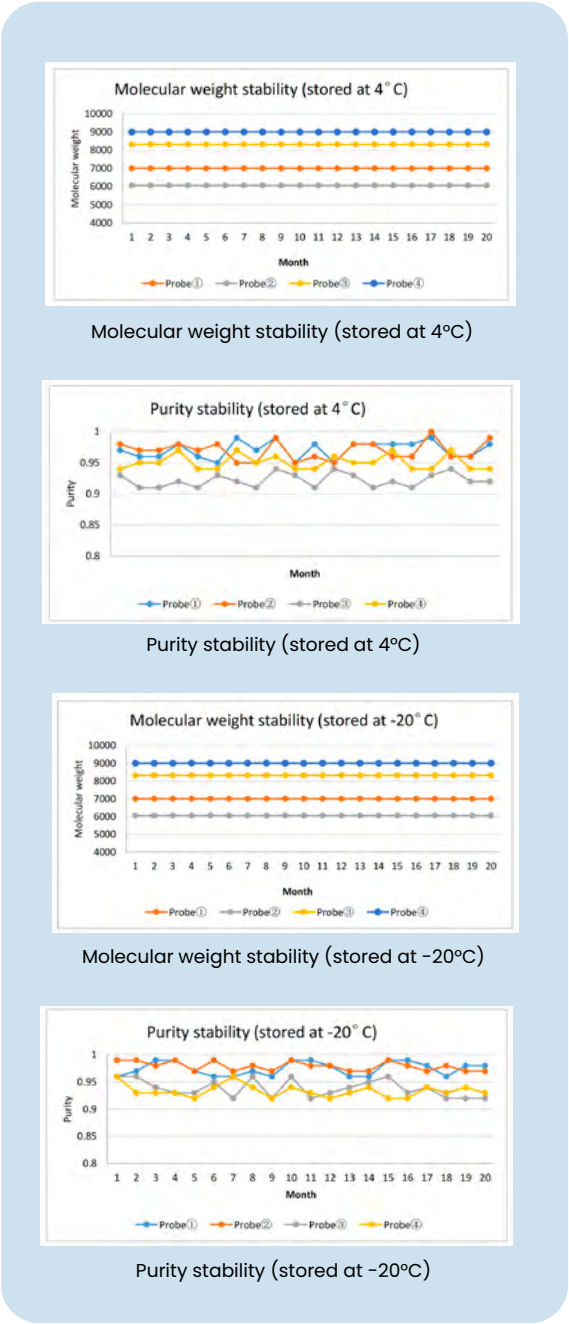 Molecular weight stability (stored at 4°C)
10000
9000
8000
7000
6000
5000
4000
Molecular weight
1 2 3 4 5 6 7 8 9 10 11 12 13 14 15 16 17 18 19 20
Month
Probe① Probe② Probe③ Probe④
Molecular weight stability (stored at 4°C)
Purity stability (stored at 4°C)
1
0.95
0.9
0.85
0.8
Purity
Month
Probe① Probe② Probe③ Probe④
Purity stability (stored at 4°C)
Molecular weight stability (stored at -20°C)
10000
9000
8000
7000
6000
5000
4000
Molecular weight
1 2 3 4 5 6 7 8 9 10 11 12 13 14 15 16 17 18 19 20
Month
Probe① Probe② Probe③ Probe④
Molecular weight stability (stored at -20°C)
Purity stability (stored at -20°C)
1
0.95
0.9
0.85
0.8
Purity
1 2 3 4 5 6 7 8 9 10 11 12 13 14 15 16 17 18 19 20
Month
Probe① Probe② Probe③ Probe④
Purity stability (stored at -20°C)